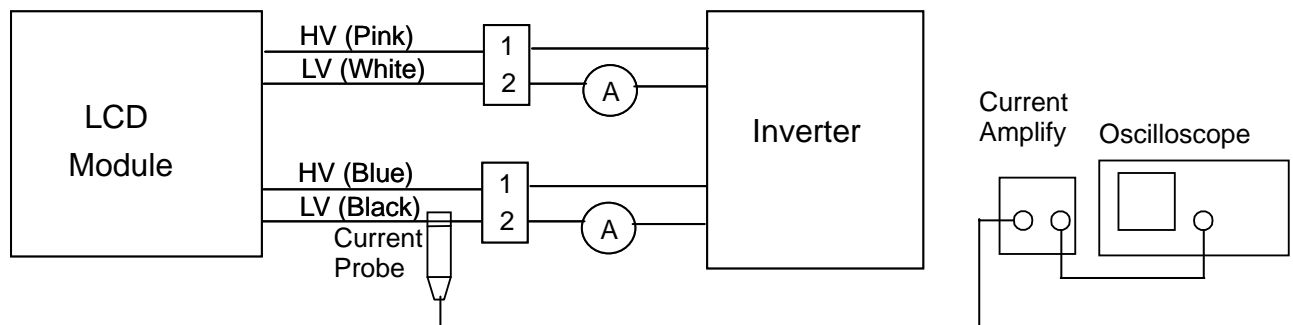 HV (Pink)
LV (White)
1
2
A
LCD
Module
Inverter
HV (Blue)
LV (Black)
1
2
A
Current
Probe
Current
Amplify
Oscilloscope